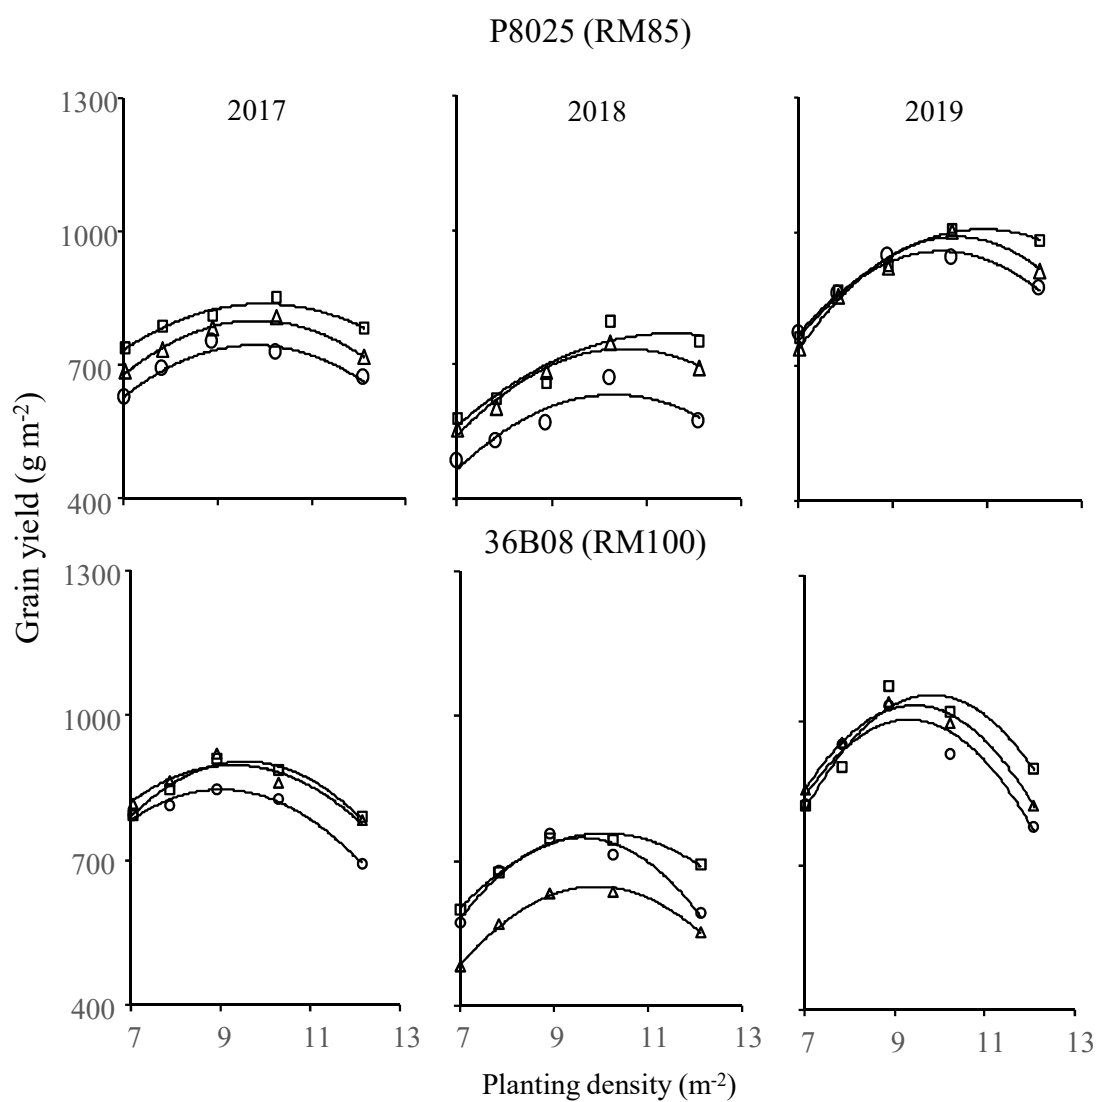 P8025 (RM85)
2017 2018 2019
1300
1000
700
400
Grain yield (g m-2)
36B08 (RM100)
1300
1000
700
400
7 9 11 13 7 9 11 13 7 9 11 13
Planting density (m-2)